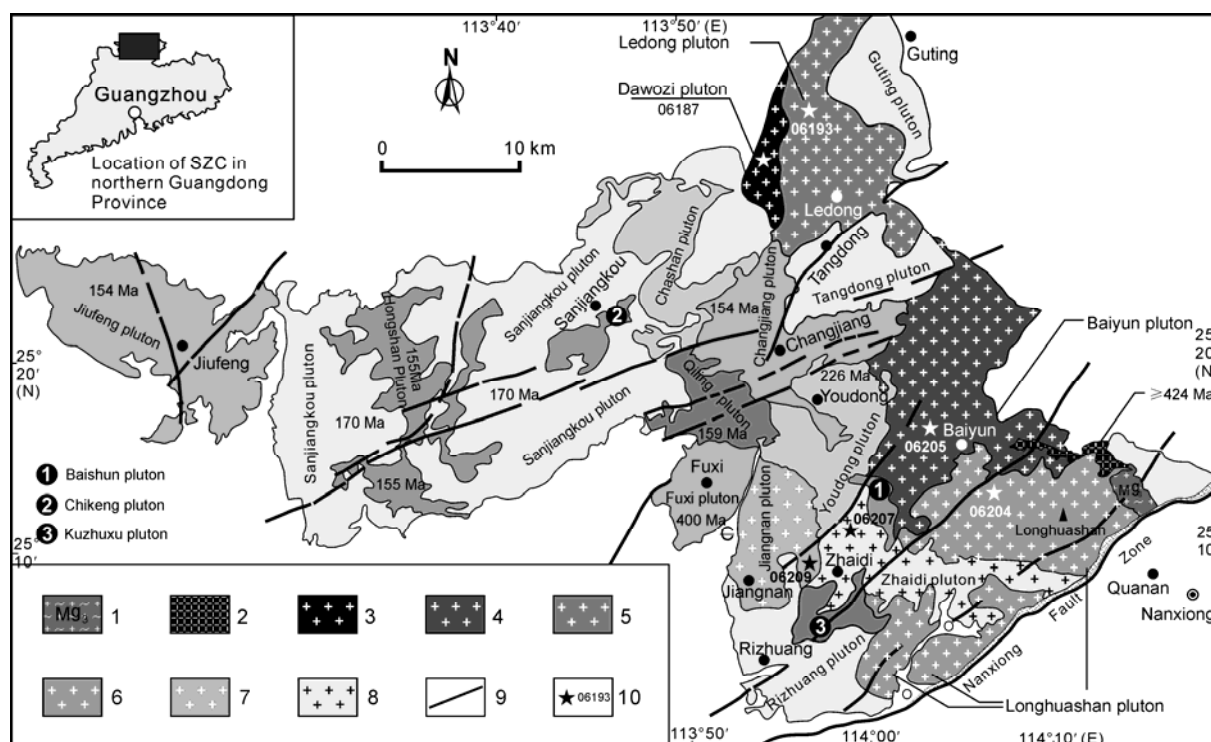 113°40′
113°50′ (E)
Ledong pluton
Guting
Guting pluton
Dawozi pluton
06187
06193
N
0 10 km
Guangzhou
Location of SZC in
northern Guangdong
Province
Ledong
Tangdong
Tangdong pluton
Chashan pluton
Sanjiangkou pluton
Sanjiangkou
2
154 Ma
Jiufeng pluton
Jiufeng
Hongshan Pluton
155Ma
154 Ma
Changjiang pluton
Changjiang
Baiyun pluton
25°
20′
(N)
25°
20′
(N)
≥424 Ma
Sanjiangkou pluton
170 Ma
170 Ma
Sanjiangkou pluton
Qiling pluton
159 Ma
226 Ma
Youdong
Youdong pluton
Baiyun
06205
155 Ma
Fuxi
Fuxi pluton
400 Ma
1
06204
Longhuashan
1 Baishun pluton
2 Chikeng pluton
3 Kuzhuxu pluton
25°
10′
25°
10′
Jiangnan pluton
Jiangnan
06207
06209
Zhaidi
Zhaidi pluton
3
Quanan
Nanxiong
Rizhuang
Rizhuang pluton
Nanxiong Fault Zone
Longhuashan pluton
Mg₃ 1
2
3
4
5
6
7
8
9
★06193 10
113°50′
114°00′
114°10′ (E)